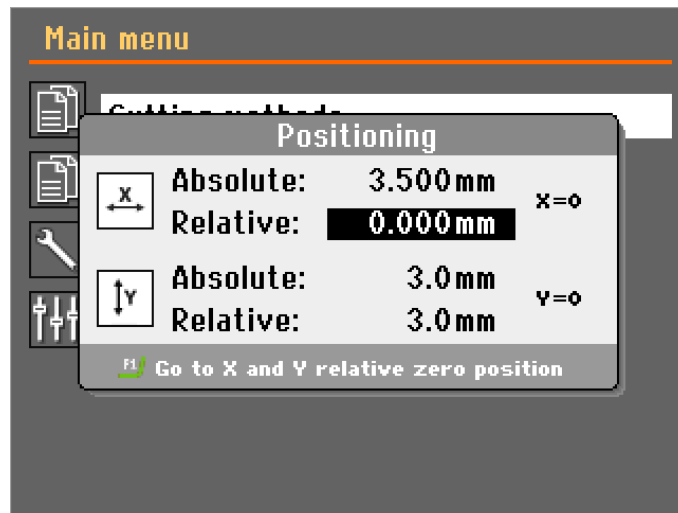 Main menu
Positioning
X
Absolute: 3.500mm
Relative: 0.000mm
X=0
Y
Absolute: 3.0mm
Relative: 3.0mm
Y=0
F1 Go to X and Y relative zero position